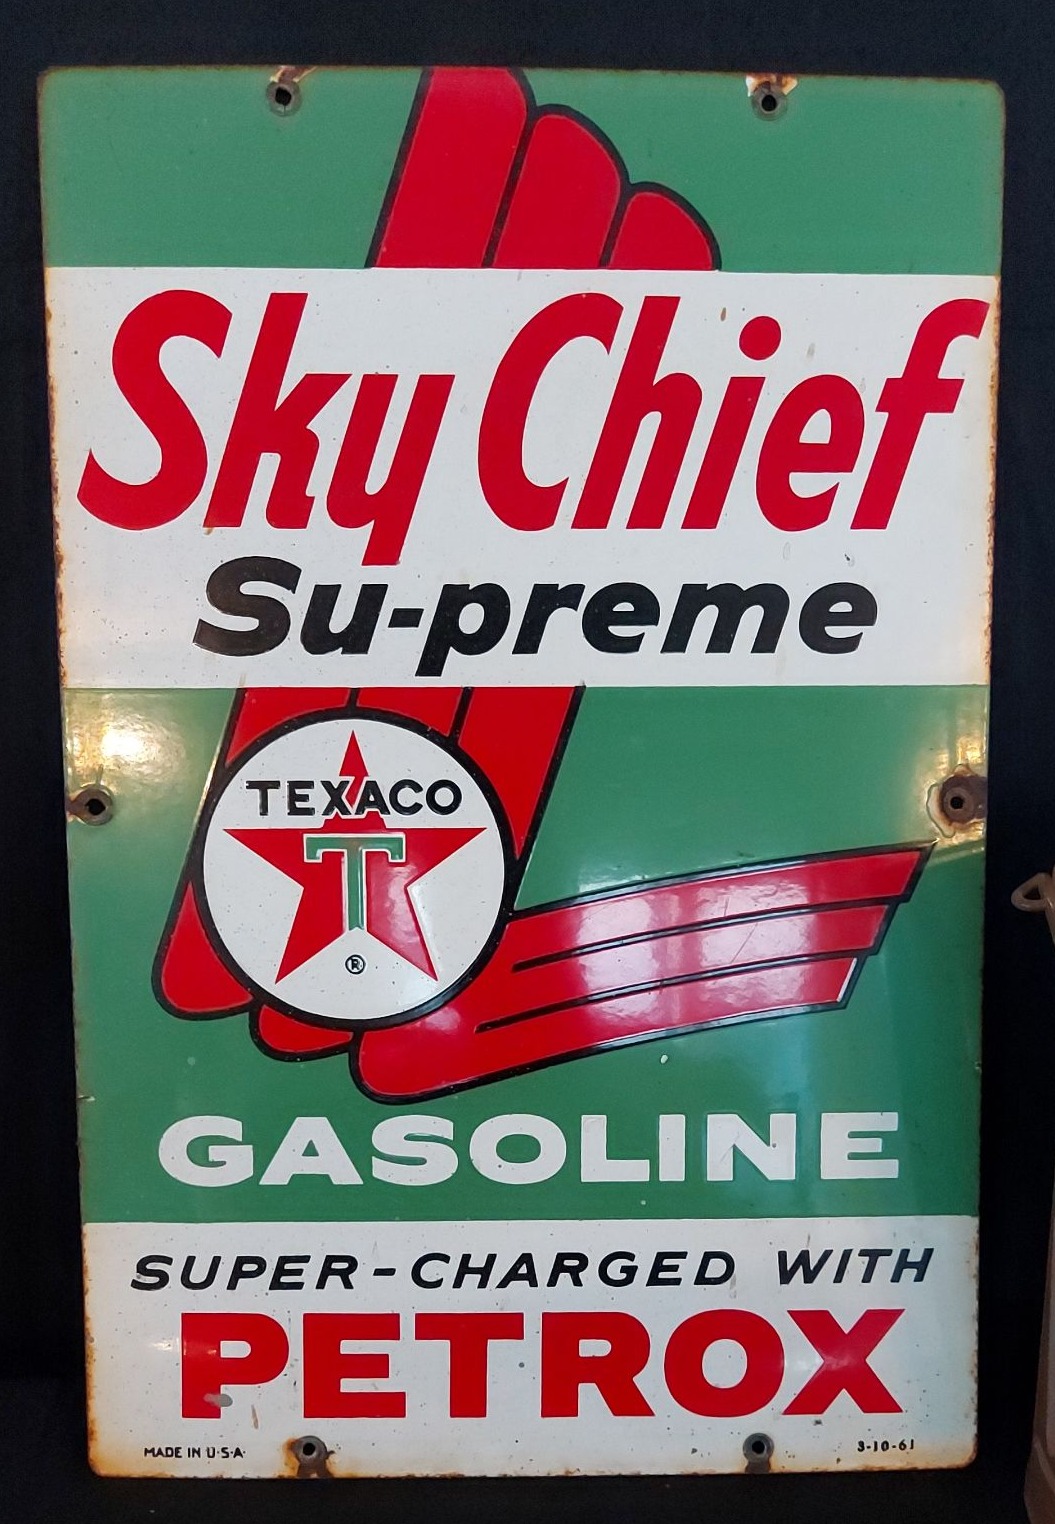 Sky Chief
Su-preme
TEXACO
T
®
GASOLINE
SUPER-CHARGED WITH
PETROX
MADE IN U.S.A. 3-10-61